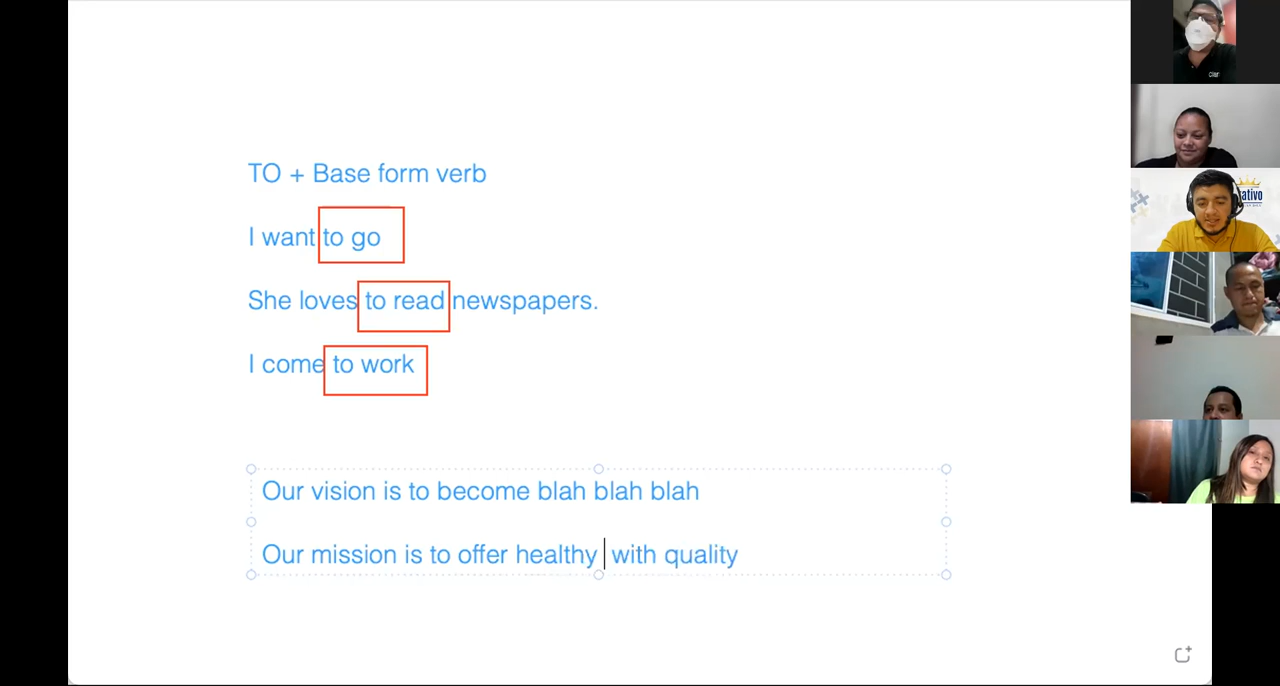 TO + Base form verb
I want to go
She loves to read newspapers.
I come to work
Our vision is to become blah blah blah
Our mission is to offer healthy with quality
ativo